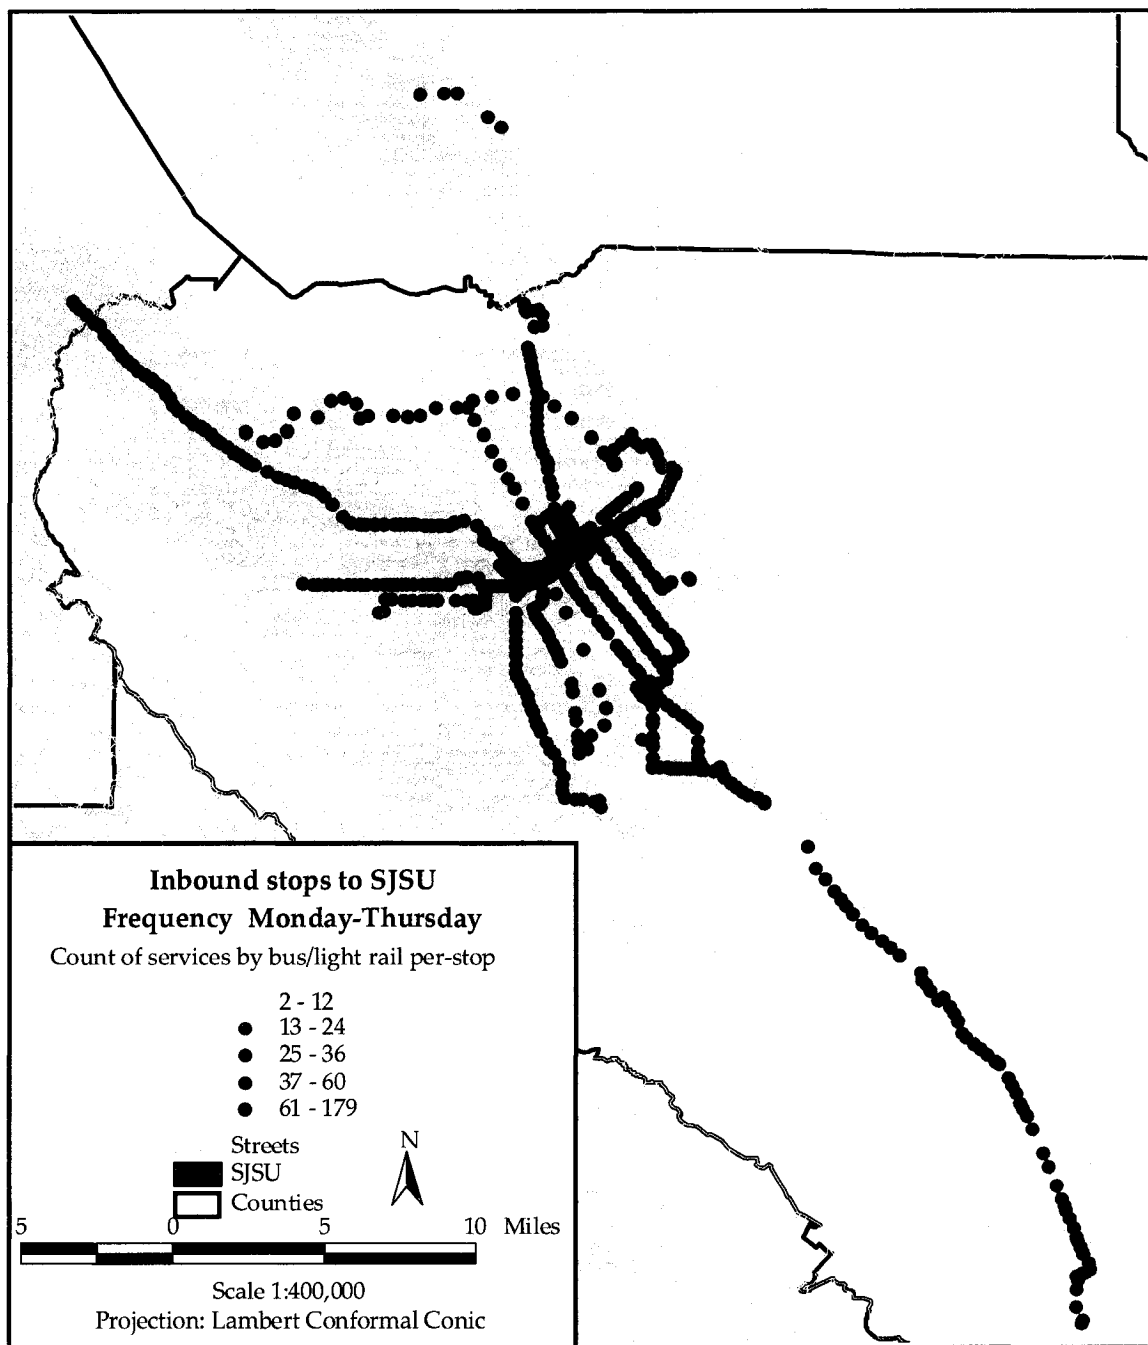 Inbound stops to SJSU
Frequency Monday-Thursday
Count of services by bus/light rail per-stop
2 - 12
13 - 24
25 - 36
37 - 60
61 - 179
Streets
SJSU
Counties
N
5 0 5 10 Miles
Scale 1:400,000
Projection: Lambert Conformal Conic